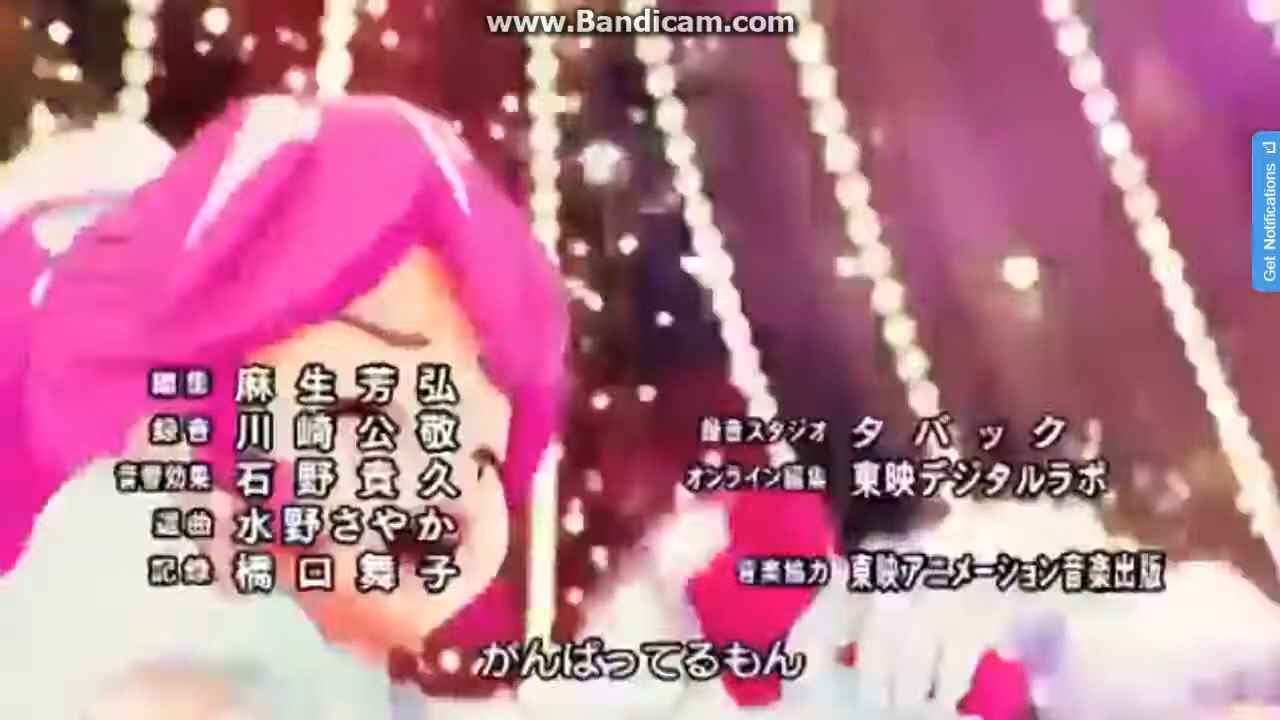 www.Bandicam.com
Get Notifications
編集 麻生芳弘
録音 川崎公敬
音響効果 石野貴久
選曲 水野さやか
記録 橘口舞子
録音スタジオ タバック
オンライン編集 東映デジタルラボ
音楽協力 東映アニメーション音楽出版
がんばってるもん